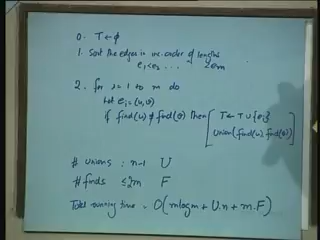 0. T ← φ
1. Sort the edges in inc. order of lengths
e₁ < e₂ ... < em
2. for i = 1 to m do
let eᵢ = (u,v)
if find(u) ≠ find(v) then [ T ← T ∪ {eᵢ}
Union(find(u), find(v))
# unions : n-1 U
# finds ≤ 2m F
Total running time = O(m log m + U.n + m.F)